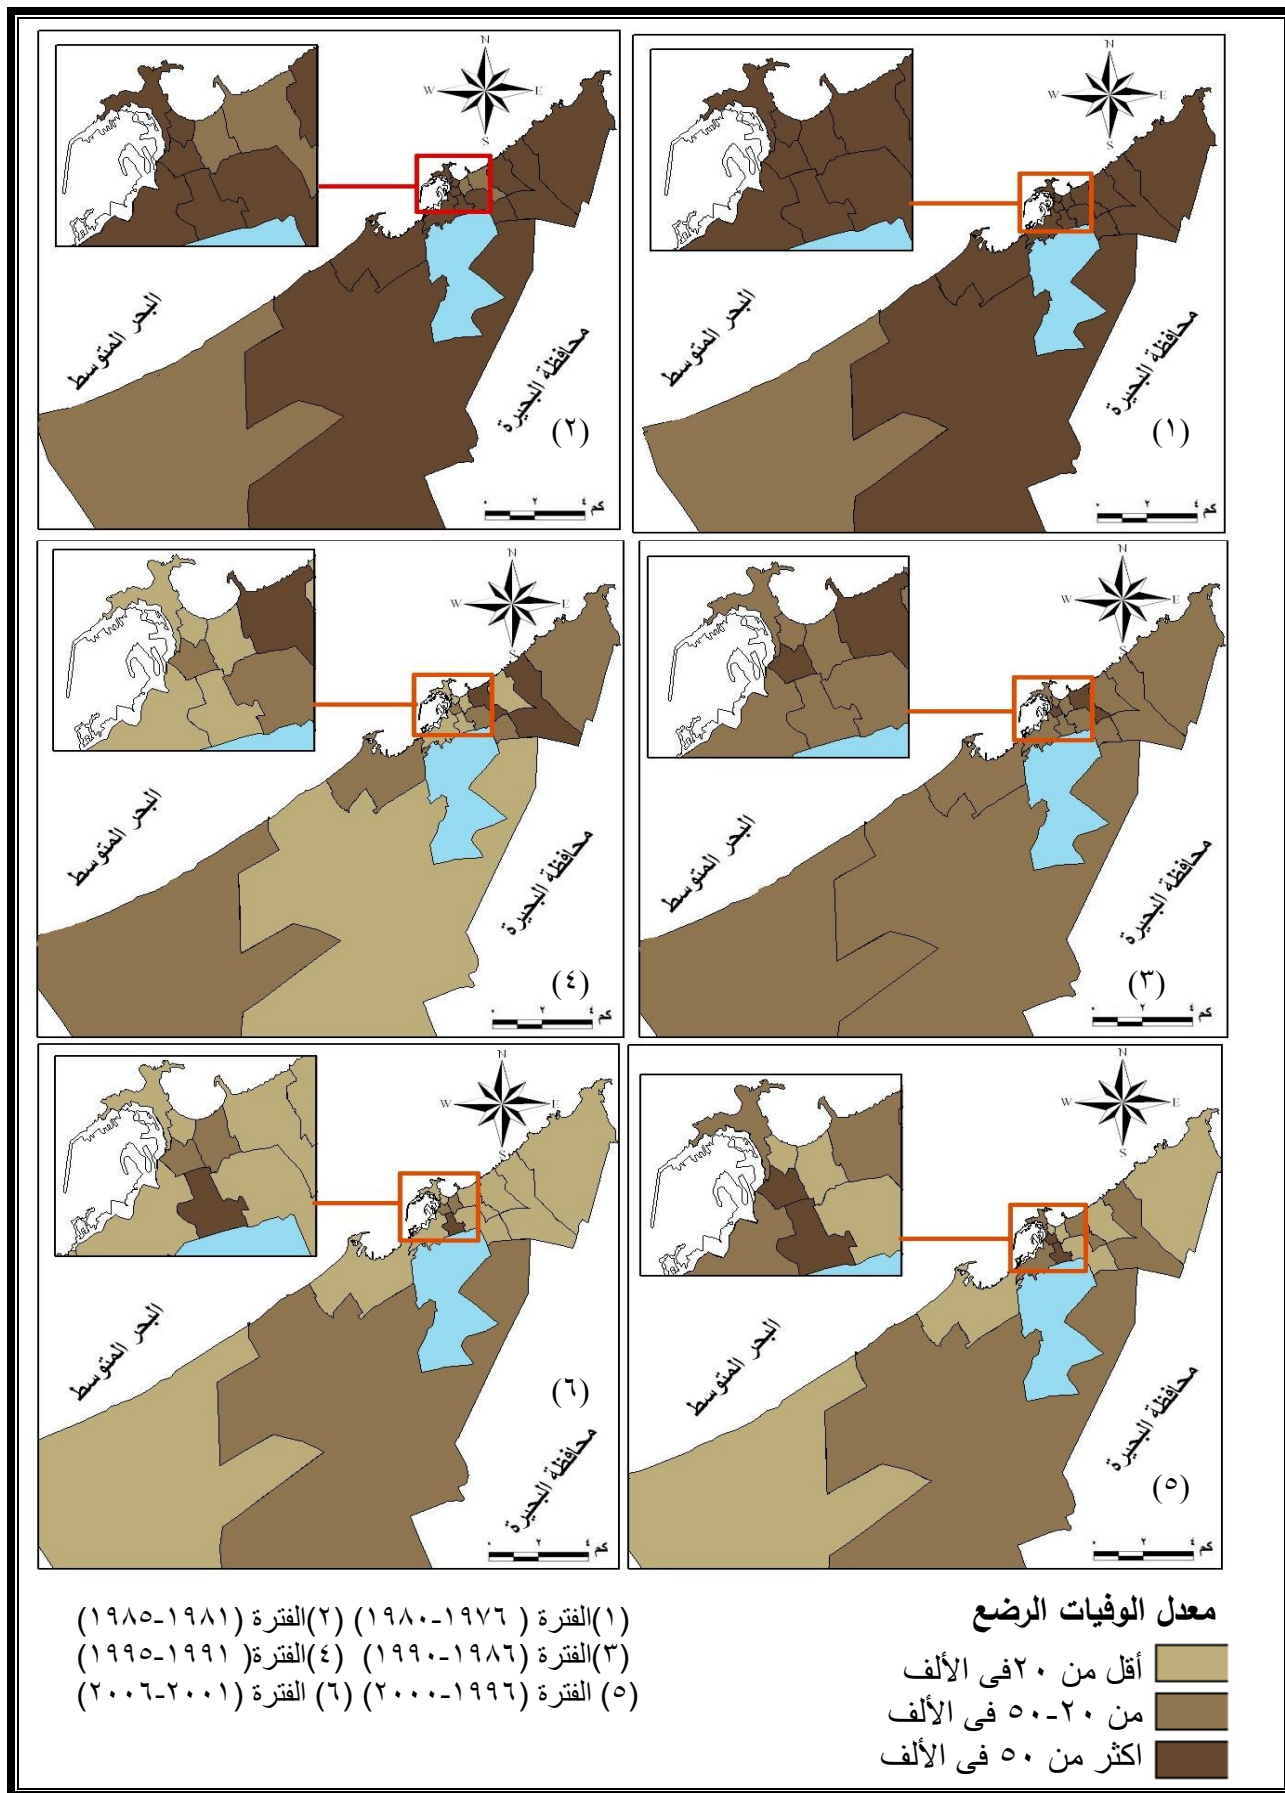 N
W
E
S
البحر المتوسط
محافظة البحيرة
(١)
٠ ٢ ٤ كم
N
W
E
S
البحر المتوسط
محافظة البحيرة
(٢)
٠ ٢ ٤ كم
N
W
E
S
البحر المتوسط
محافظة البحيرة
(٣)
٠ ٢ ٤ كم
N
W
E
S
البحر المتوسط
محافظة البحيرة
(٤)
٠ ٢ ٤ كم
N
W
E
S
البحر المتوسط
محافظة البحيرة
(٥)
٠ ٢ ٤ كم
N
W
E
S
البحر المتوسط
محافظة البحيرة
(٦)
٠ ٢ ٤ كم
معدل الوفيات الرضع
أقل من ٢٠فى الألف
من ٢٠-٥٠ فى الألف
اكثر من ٥٠ فى الألف
(١)الفترة ( ١٩٧٦-١٩٨٠) (٢)الفترة (١٩٨١-١٩٨٥)
(٣)الفترة (١٩٨٦-١٩٩٠) (٤)الفترة( ١٩٩١-١٩٩٥)
(٥) الفترة (١٩٩٦-٢٠٠٠) (٦) الفترة (٢٠٠١-٢٠٠٦)